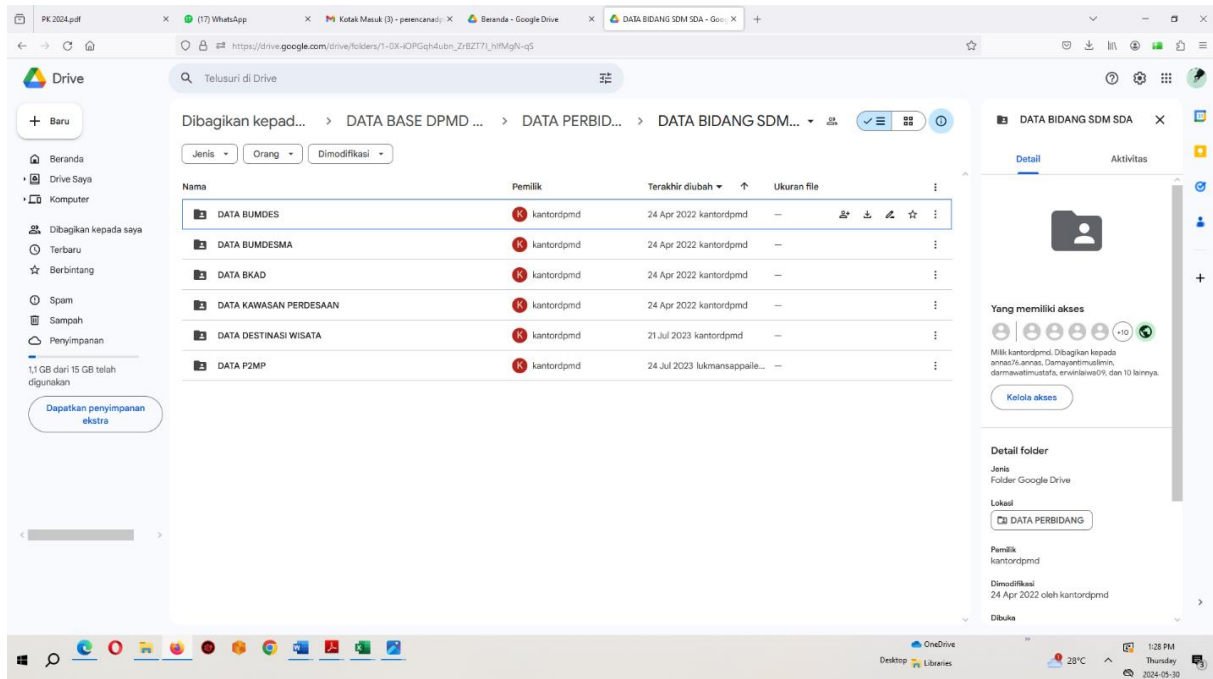 PK 2024.pdf
(17) WhatsApp
Kotak Masuk (3) - perencanadp
Beranda - Google Drive
DATA BIDANG SDM SDA - Goo
https://drive.google.com/drive/folders/
Drive
Telusuri di Drive
Baru
Beranda
Drive Saya
Komputer
Dibagikan kepada saya
Terbaru
Berbintang
Spam
Sampah
Penyimpanan
1,1 GB dari 15 GB telah
digunakan
Dapatkan penyimpanan
ekstra
Dibagikan kepad... > DATA BASE DPMD ... > DATA PERBID... > DATA BIDANG SDM...
Jenis Orang Dimodifikasi
Nama Pemilik Terakhir diubah Ukuran file
DATA BUMDES K kantordpmd 24 Apr 2022 kantordpmd —
DATA BUMDESMA K kantordpmd 24 Apr 2022 kantordpmd —
DATA BKAD K kantordpmd 24 Apr 2022 kantordpmd —
DATA KAWASAN PERDESAAN K kantordpmd 24 Apr 2022 kantordpmd —
DATA DESTINASI WISATA K kantordpmd 21 Jul 2023 kantordpmd —
DATA P2MP K kantordpmd 24 Jul 2023 lukmansappaile... —
DATA BIDANG SDM SDA
Detail Aktivitas
Yang memiliki akses
+10
Milik kantordpmd. Dibagikan kepada
annas76.annas, Damayantimuslimin,
darmawatimustafa, erwinlaiws09, dan 10 lainnya.
Kelola akses
Detail folder
Jenis
Folder Google Drive
Lokasi
DATA PERBIDANG
Pemilik
kantordpmd
Dimodifikasi
24 Apr 2022 oleh kantordpmd
Dibuka
OneDrive
Desktop Libraries
28°C
1:28 PM
Thursday
2024-05-30